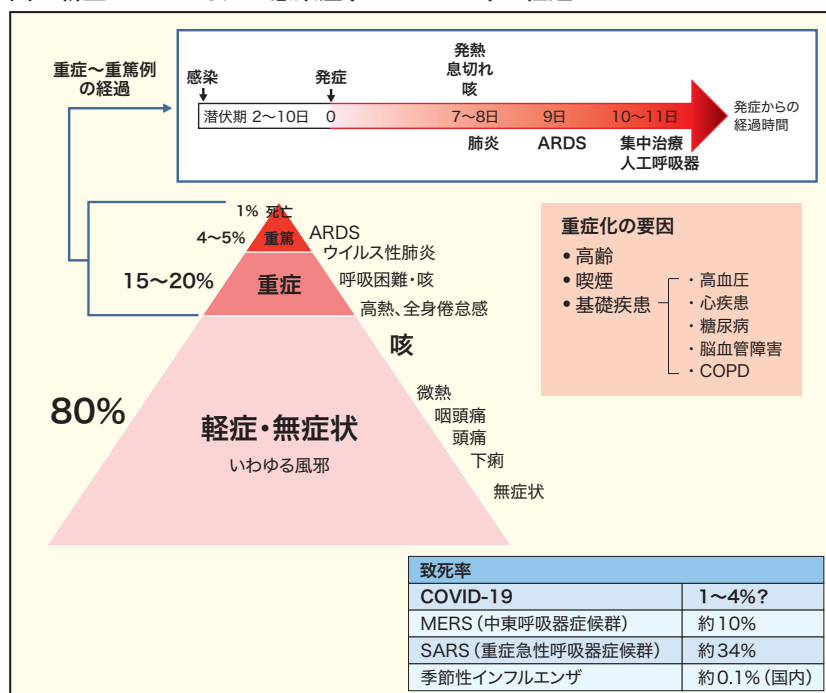 重症〜重篤例
の経過
感染
発症
発熱
息切れ
咳
潜伏期 2〜10日
0
7〜8日
9日
10〜11日
発症からの
経過時間
肺炎
ARDS
集中治療
人工呼吸器
1% 死亡
4〜5% 重篤
ARDS
ウイルス性肺炎
15〜20%
重症
呼吸困難・咳
高熱、全身倦怠感
咳
80%
軽症・無症状
いわゆる風邪
微熱
咽頭痛
頭痛
下痢
無症状
重症化の要因
• 高齢
• 喫煙
• 基礎疾患
・高血圧
・心疾患
・糖尿病
・脳血管障害
・COPD
致死率
COVID-19 1〜4%?
MERS(中東呼吸器症候群) 約10%
SARS(重症急性呼吸器症候群) 約34%
季節性インフルエンザ 約0.1%(国内)